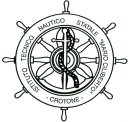 ISTITUTO TECNICO NAUTICO STATALE "MARIO CILIBERTO"
- CROTONE -